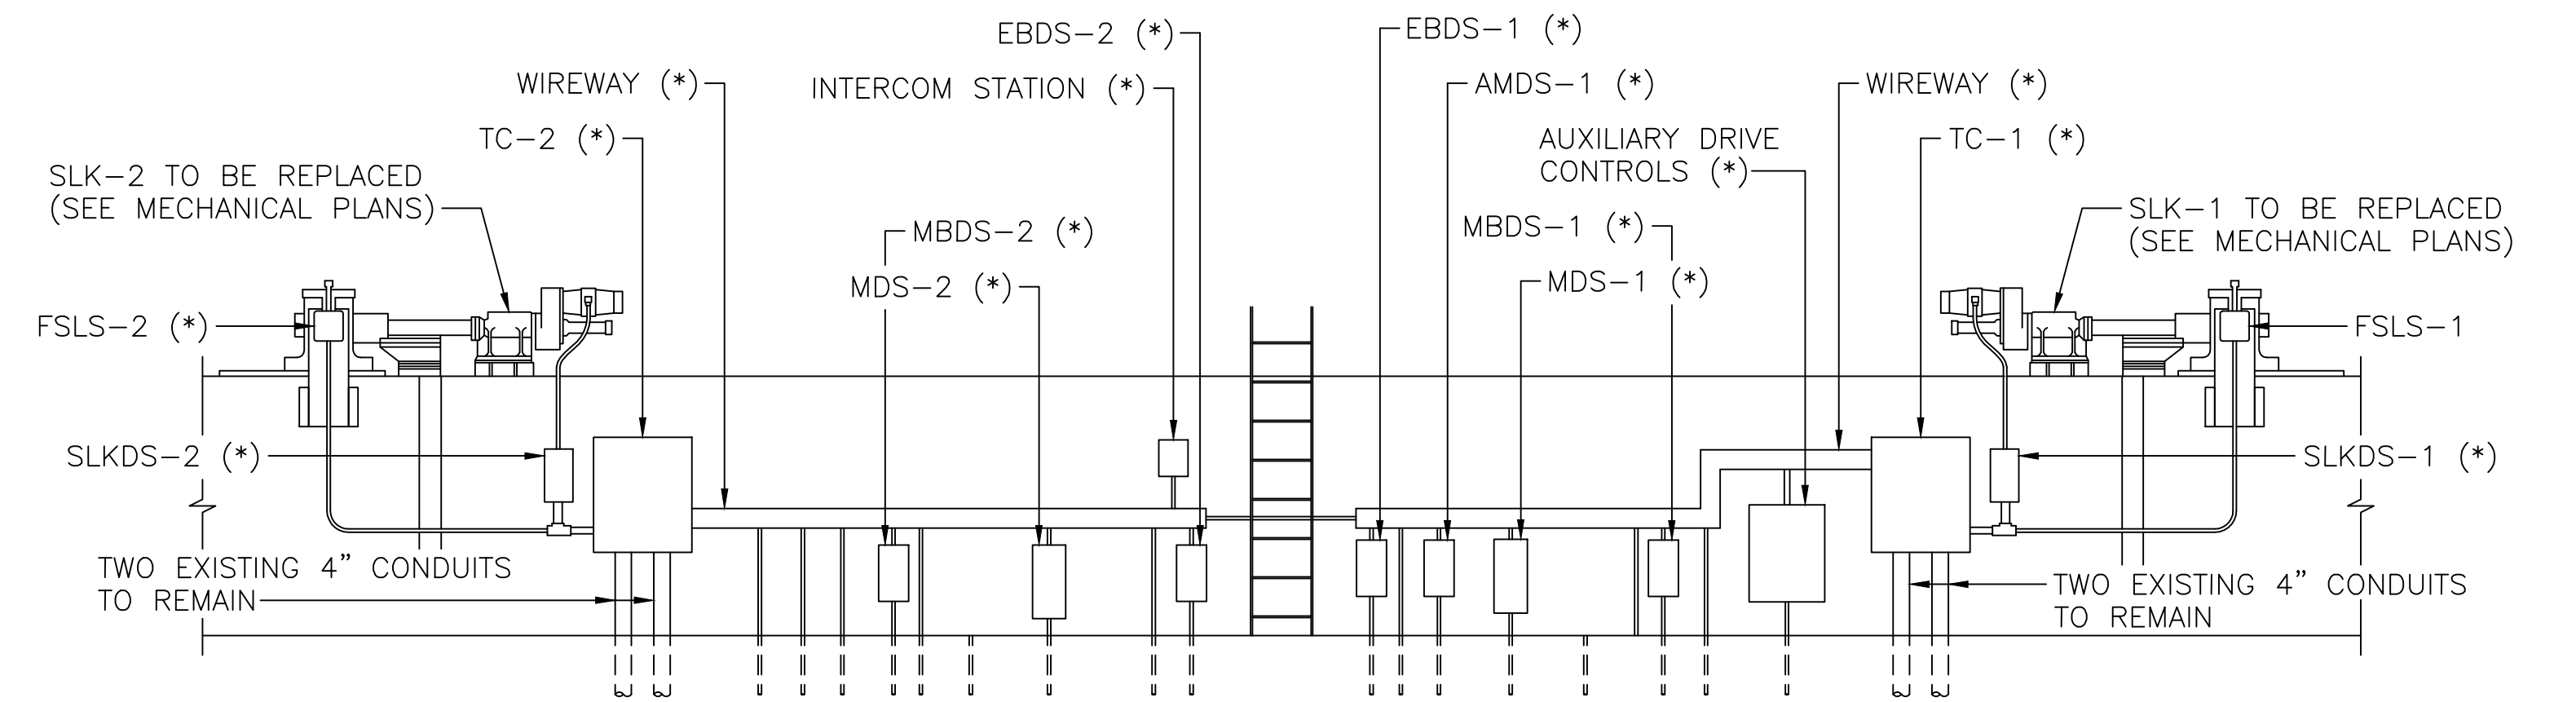 EBDS-2 (*)
EBDS-1 (*)
WIREWAY (*)
INTERCOM STATION (*)
AMDS-1 (*)
WIREWAY (*)
TC-2 (*)
AUXILIARY DRIVE
CONTROLS (*)
TC-1 (*)
SLK-2 TO BE REPLACED
(SEE MECHANICAL PLANS)
MBDS-2 (*)
MBDS-1 (*)
SLK-1 TO BE REPLACED
(SEE MECHANICAL PLANS)
MDS-2 (*)
MDS-1 (*)
FSLS-2 (*)
FSLS-1
SLKDS-2 (*)
SLKDS-1 (*)
TWO EXISTING 4” CONDUITS
TO REMAIN
TWO EXISTING 4” CONDUITS
TO REMAIN